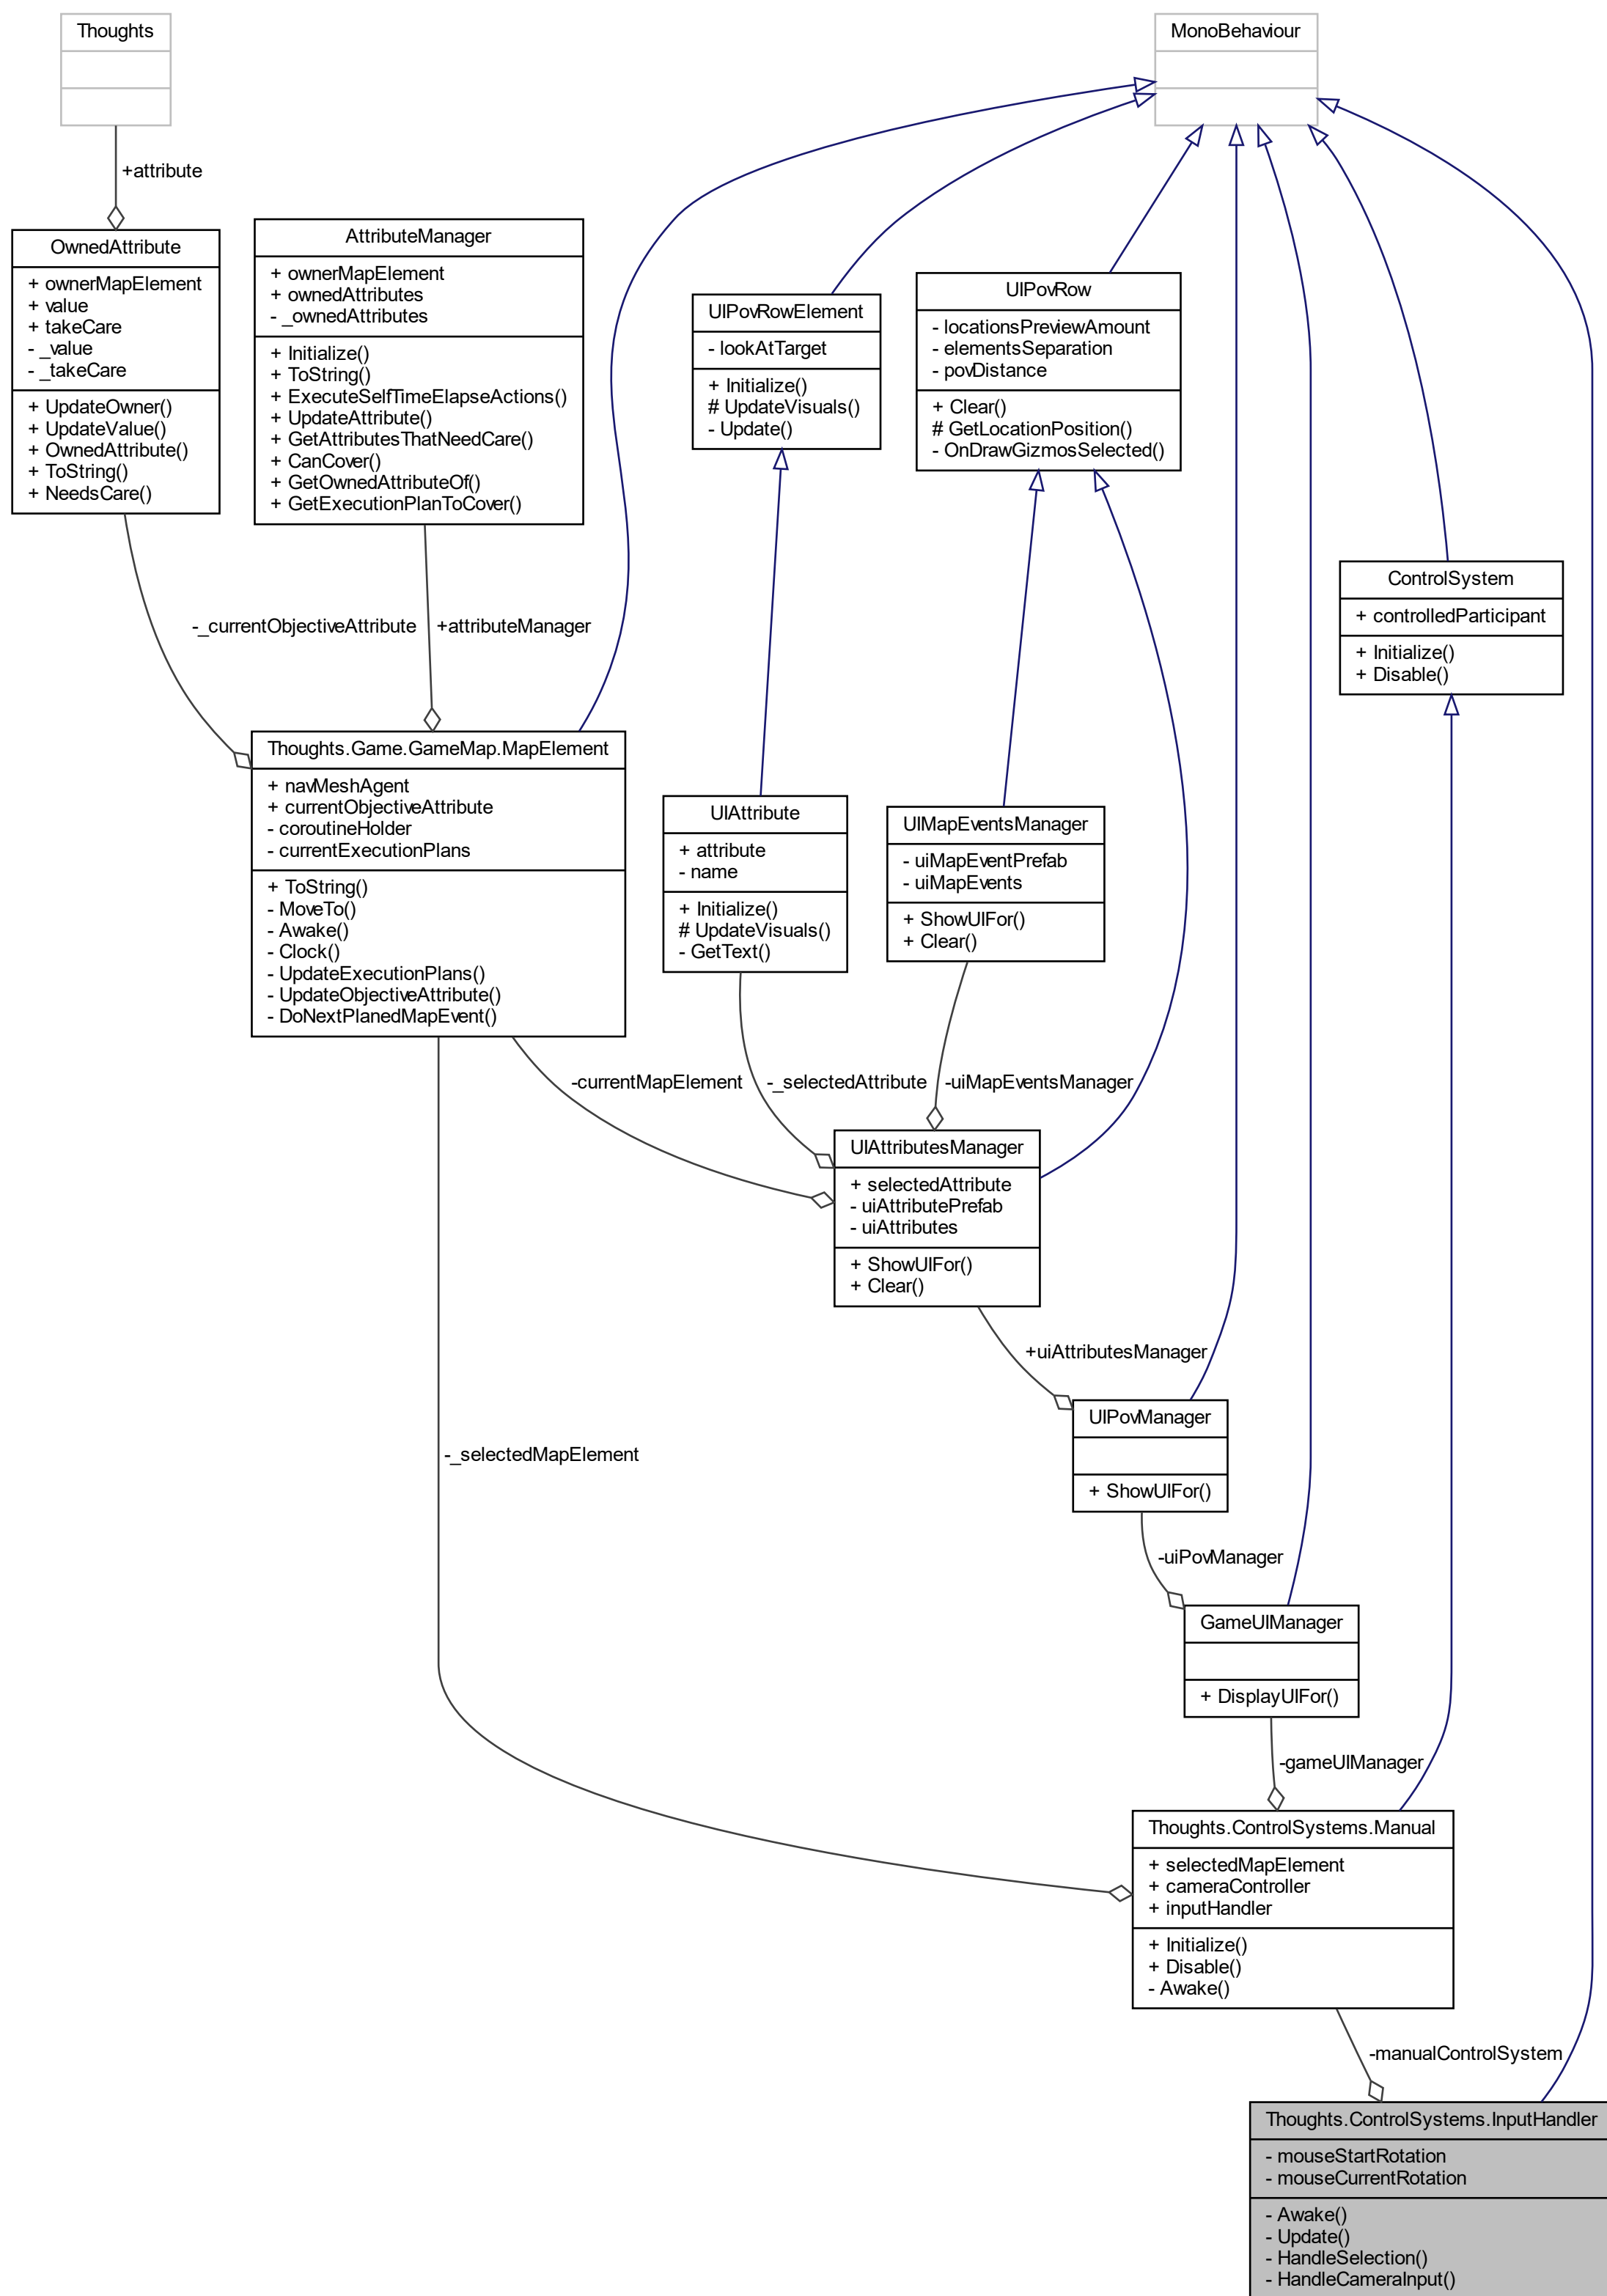 Thoughts
MonoBehaviour
+attribute
OwnedAttribute
+ ownerMapElement
+ value
+ takeCare
- _value
- _takeCare
+ UpdateOwner()
+ UpdateValue()
+ OwnedAttribute()
+ ToString()
+ NeedsCare()
AttributeManager
+ ownerMapElement
+ ownedAttributes
- _ownedAttributes
+ Initialize()
+ ToString()
+ ExecuteSelfTimeElapseActions()
+ UpdateAttribute()
+ GetAttributesThatNeedCare()
+ CanCover()
+ GetOwnedAttributeOf()
+ GetExecutionPlanToCover()
UIPovRowElement
- lookAtTarget
+ Initialize()
# UpdateVisuals()
- Update()
UIPovRow
- locationsPreviewAmount
- elementsSeparation
- povDistance
+ Clear()
# GetLocationPosition()
- OnDrawGizmosSelected()
ControlSystem
+ controlledParticipant
+ Initialize()
+ Disable()
-_currentObjectiveAttribute
+attributeManager
Thoughts.Game.GameMap.MapElement
+ navMeshAgent
+ currentObjectiveAttribute
- coroutineHolder
- currentExecutionPlans
+ ToString()
- MoveTo()
- Awake()
- Clock()
- UpdateExecutionPlans()
- UpdateObjectiveAttribute()
- DoNextPlanedMapEvent()
UIAttribute
+ attribute
- name
+ Initialize()
# UpdateVisuals()
- GetText()
UIMapEventsManager
- uiMapEventPrefab
- uiMapEvents
+ ShowUIFor()
+ Clear()
-currentMapElement
-_selectedAttribute
-uiMapEventsManager
UIAttributesManager
+ selectedAttribute
- uiAttributePrefab
- uiAttributes
+ ShowUIFor()
+ Clear()
+uiAttributesManager
UIPovManager
+ ShowUIFor()
-_selectedMapElement
-uiPovManager
GameUIManager
+ DisplayUIFor()
-gameUIManager
Thoughts.ControlSystems.Manual
+ selectedMapElement
+ cameraController
+ inputHandler
+ Initialize()
+ Disable()
- Awake()
-manualControlSystem
Thoughts.ControlSystems.InputHandler
- mouseStartRotation
- mouseCurrentRotation
- Awake()
- Update()
- HandleSelection()
- HandleCameraInput()